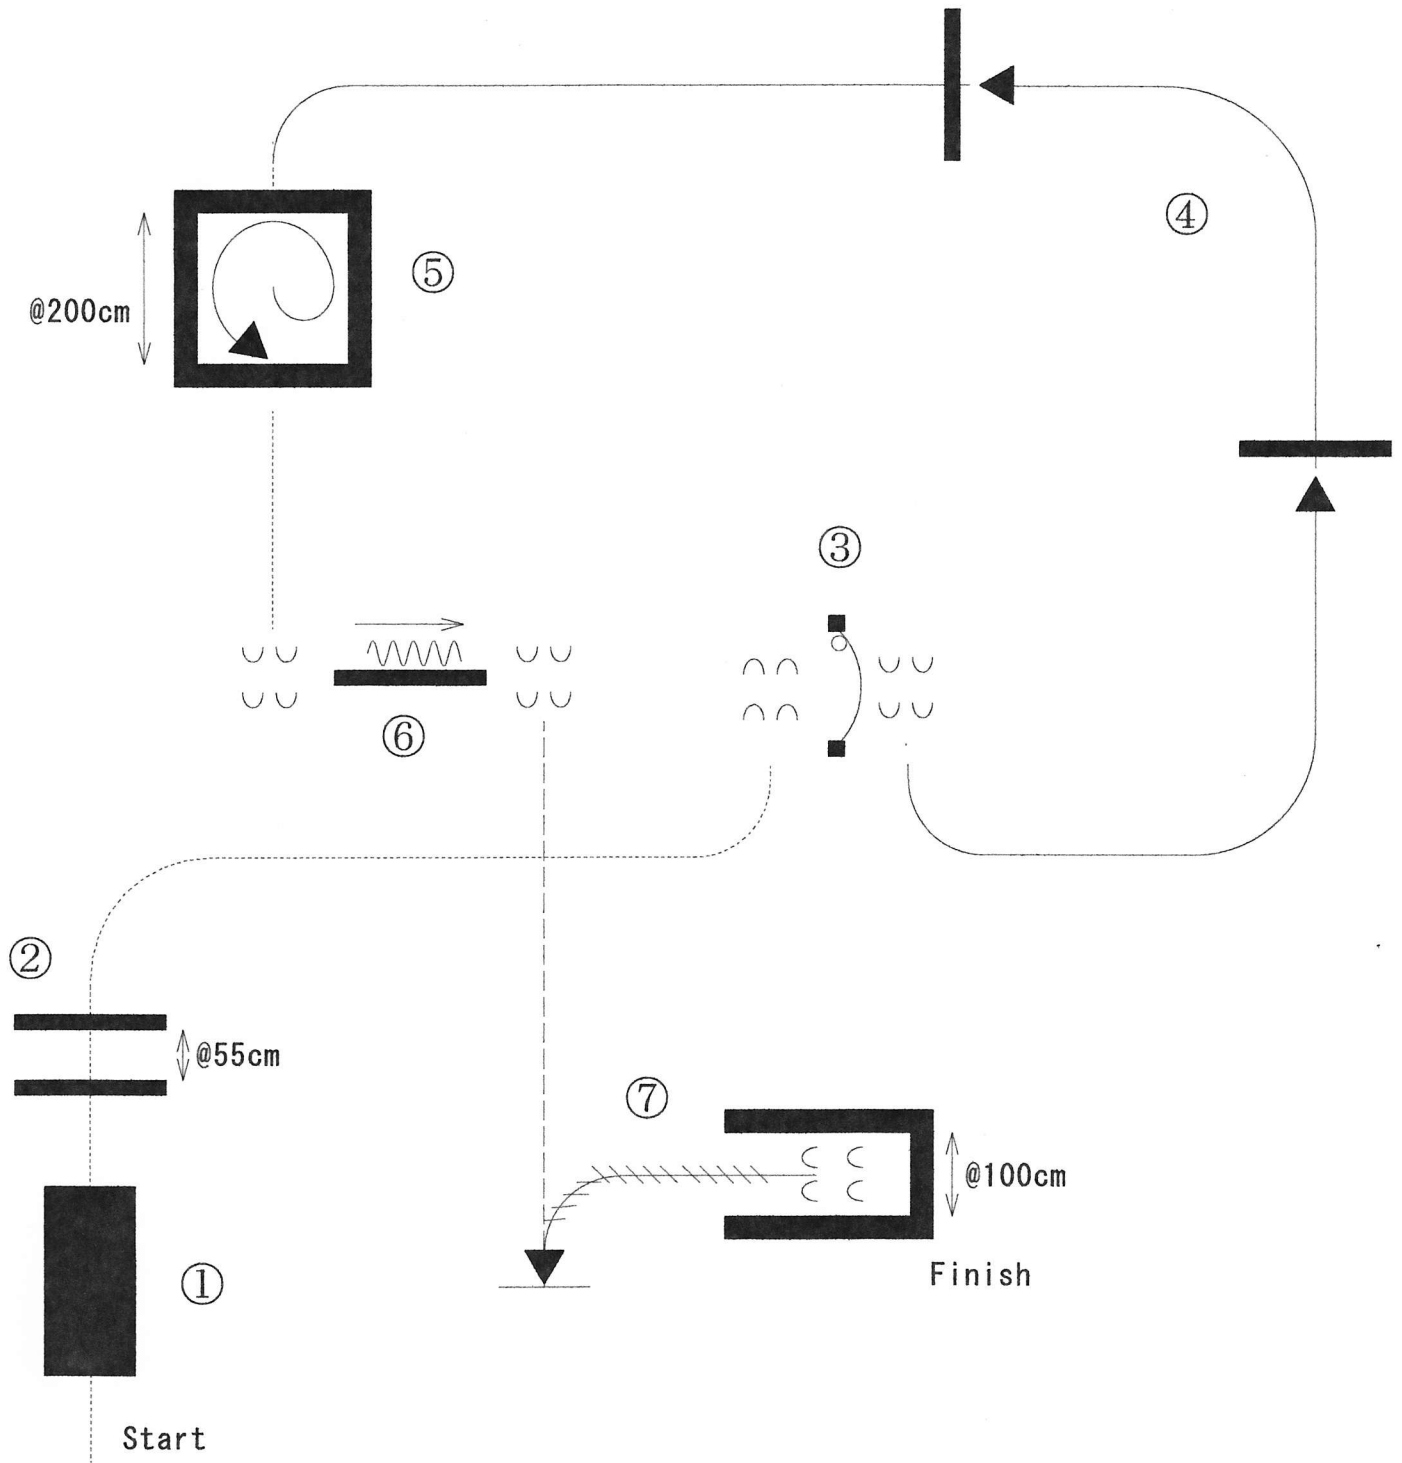 ④
⑤
@200cm
③
⑥
②
@55cm
⑦
@100cm
①
Finish
Start